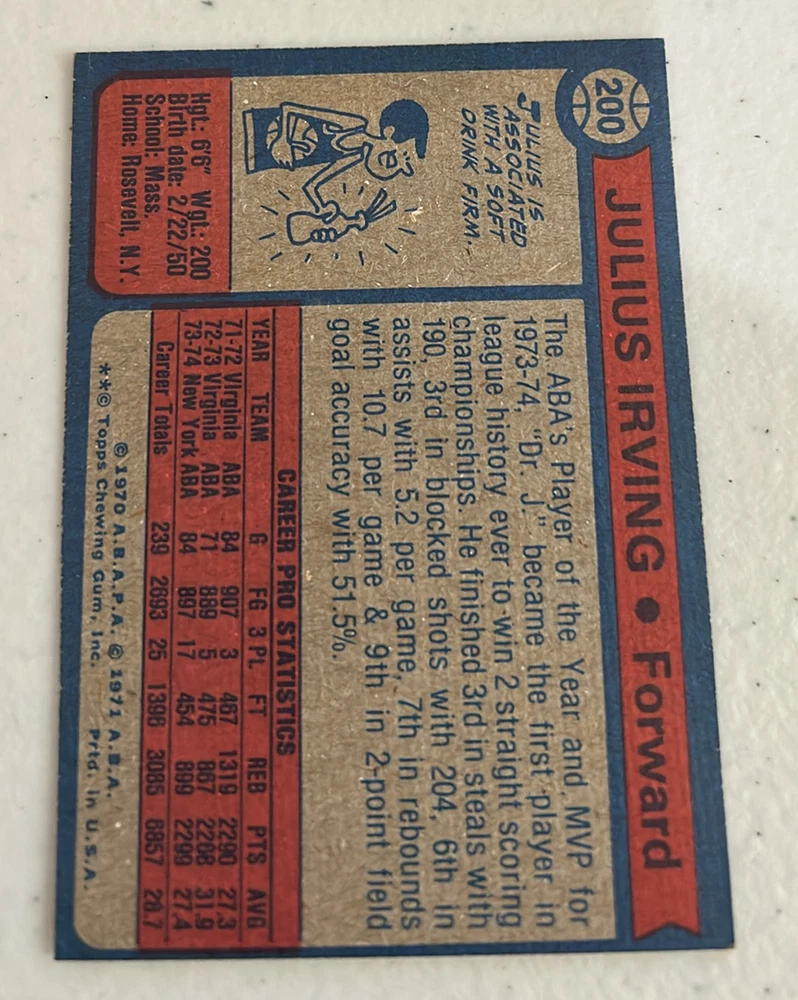 200
JULIUS IRVING • Forward
JULIUS IS
ASSOCIATED
WITH A SOFT
DRINK FIRM.
Hgt.: 6'6" Wgt.: 200
Birth date: 2/22/50
School: Mass.
Home: Rosevelt, N.Y.
The ABA's Player of the Year and MVP for
1973-74, "Dr. J." became the first player in
league history ever to win 2 straight scoring
championships. He finished 3rd in steals with
190, 3rd in blocked shots with 204, 6th in
assists with 5.2 per game, 7th in rebounds
with 10.7 per game & 9th in 2-point field
goal accuracy with 51.5%.
CAREER PRO STATISTICS
YEAR TEAM G FG 3 Pt. FT REB PTS AVG
71-72 Virginia ABA 84 907 3 467 1319 2290 27.3
72-73 Virginia ABA 71 889 5 475 867 2208 31.9
73-74 New York ABA 84 897 17 454 899 2299 27.4
Career Totals 239 2693 25 1396 3085 6857 28.7
© 1970 A.B.A.P.A. © 1971 A.B.A.
**© Topps Chewing Gum, Inc. Prtd. in U.S.A.